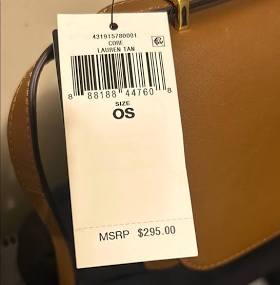 431915780001
CORE
LAUREN TAN
8 88188 44760 8
SIZE
OS
MSRP $295.00